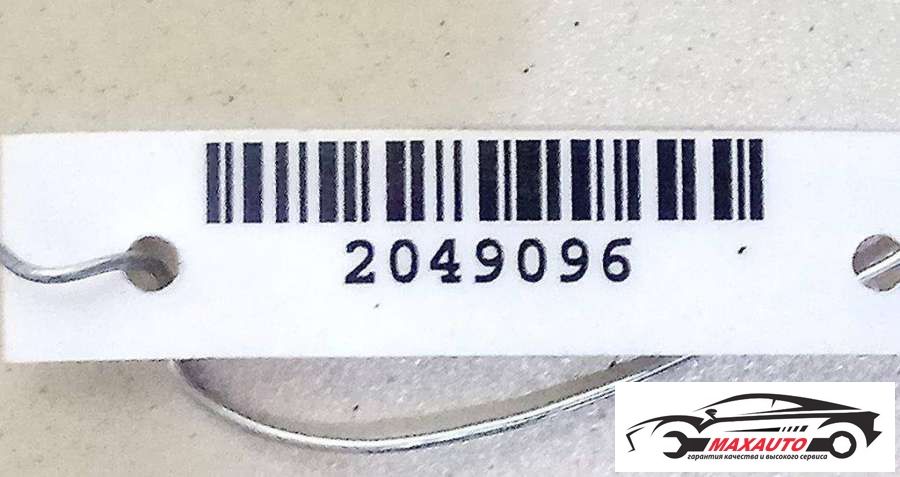 2049096
MAXAUTO
гарантия качества и высокого сервиса